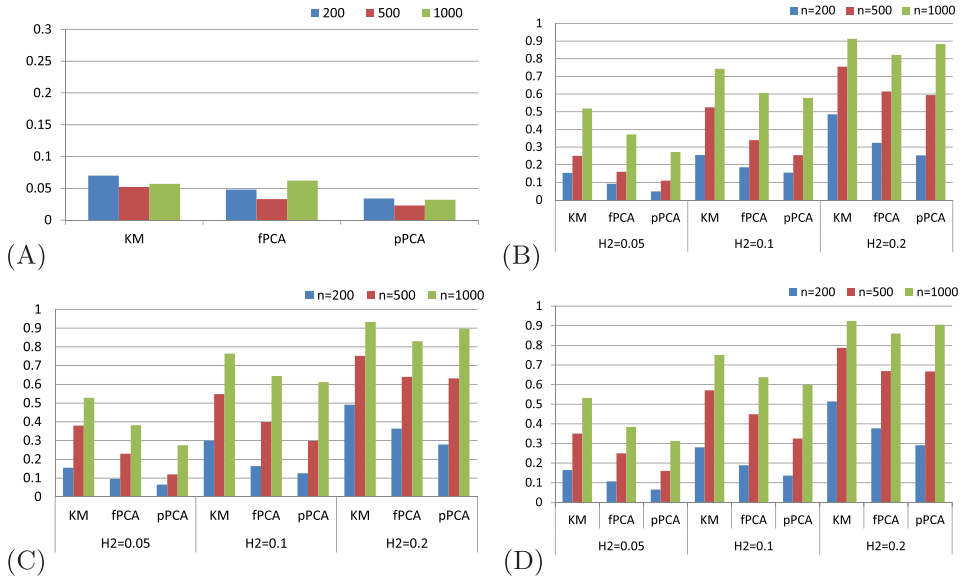 200 500 1000
0.3
0.25
0.2
0.15
0.1
0.05
0
KM fPCA pPCA
(A)
n=200 n=500 n=1000
1
0.9
0.8
0.7
0.6
0.5
0.4
0.3
0.2
0.1
0
KM fPCA pPCA KM fPCA pPCA KM fPCA pPCA
H2=0.05 H2=0.1 H2=0.2
(B)
n=200 n=500 n=1000
1
0.9
0.8
0.7
0.6
0.5
0.4
0.3
0.2
0.1
0
KM fPCA pPCA KM fPCA pPCA KM fPCA pPCA
H2=0.05 H2=0.1 H2=0.2
(C)
n=200 n=500 n=1000
1
0.9
0.8
0.7
0.6
0.5
0.4
0.3
0.2
0.1
0
KM fPCA pPCA KM fPCA pPCA KM fPCA pPCA
H2=0.05 H2=0.1 H2=0.2
(D)